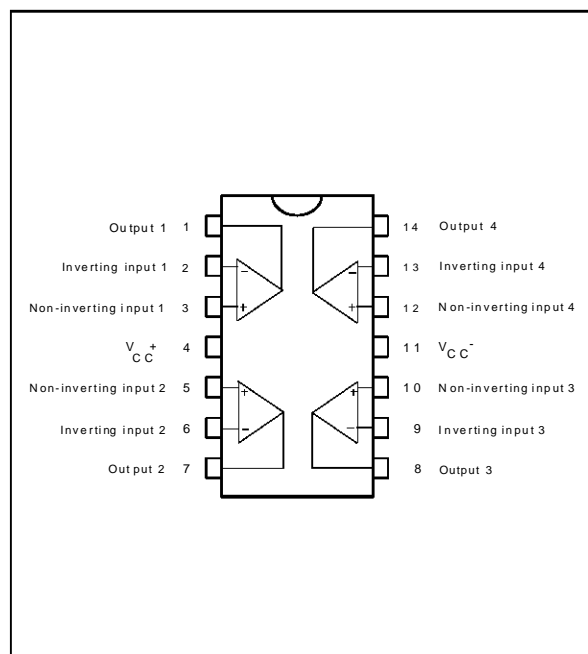 Output 1 1 14 Output 4
Inverting input 1 2 - - 13 Inverting input 4
Non-inverting input 1 3 + + 12 Non-inverting input 4
VCC+ 4 11 VCC-
Non-inverting input 2 5 + + 10 Non-inverting input 3
Inverting input 2 6 - - 9 Inverting input 3
Output 2 7 8 Output 3